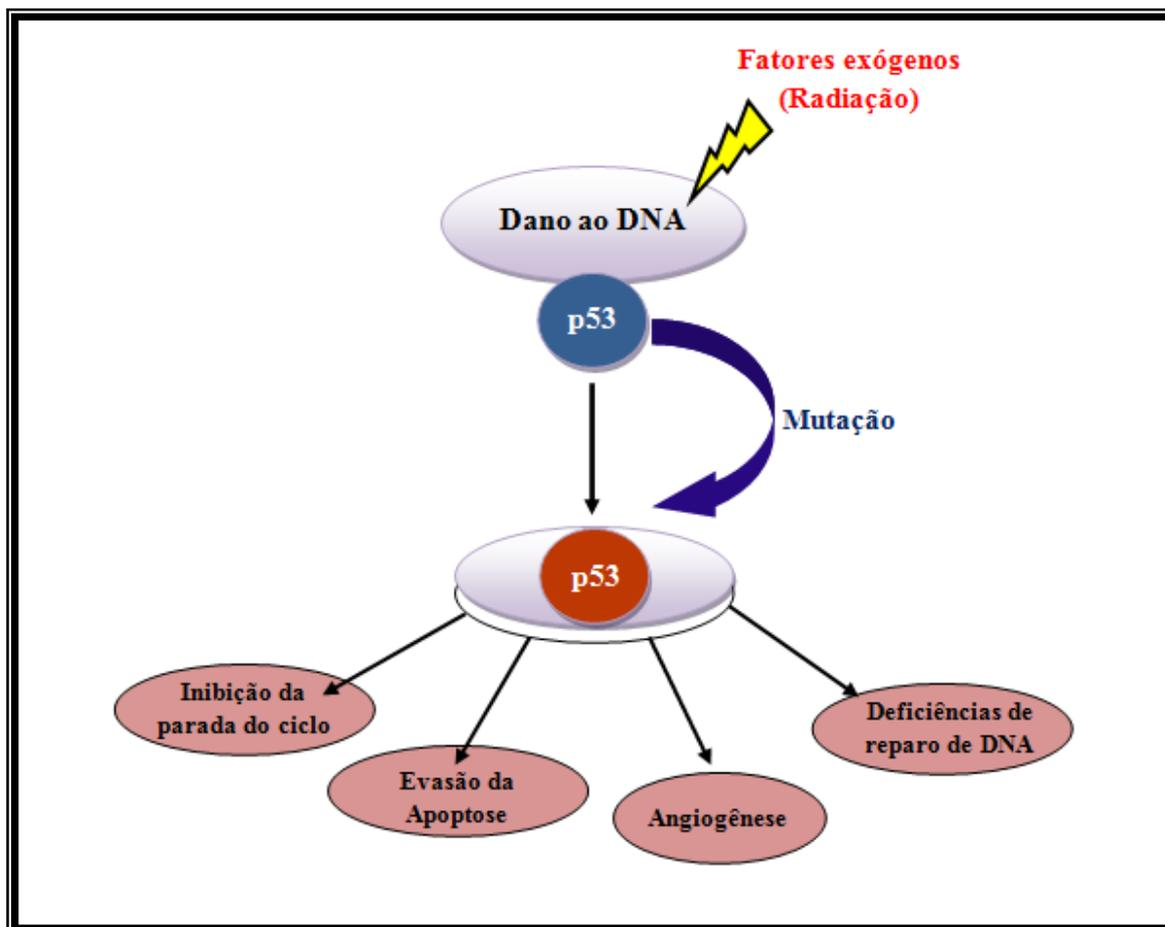 Fatores exógenos
(Radiação)
Dano ao DNA
p53
Mutação
p53
Inibição da
parada do ciclo
Evasão da
Apoptose
Angiogênese
Deficiências de
reparo de DNA